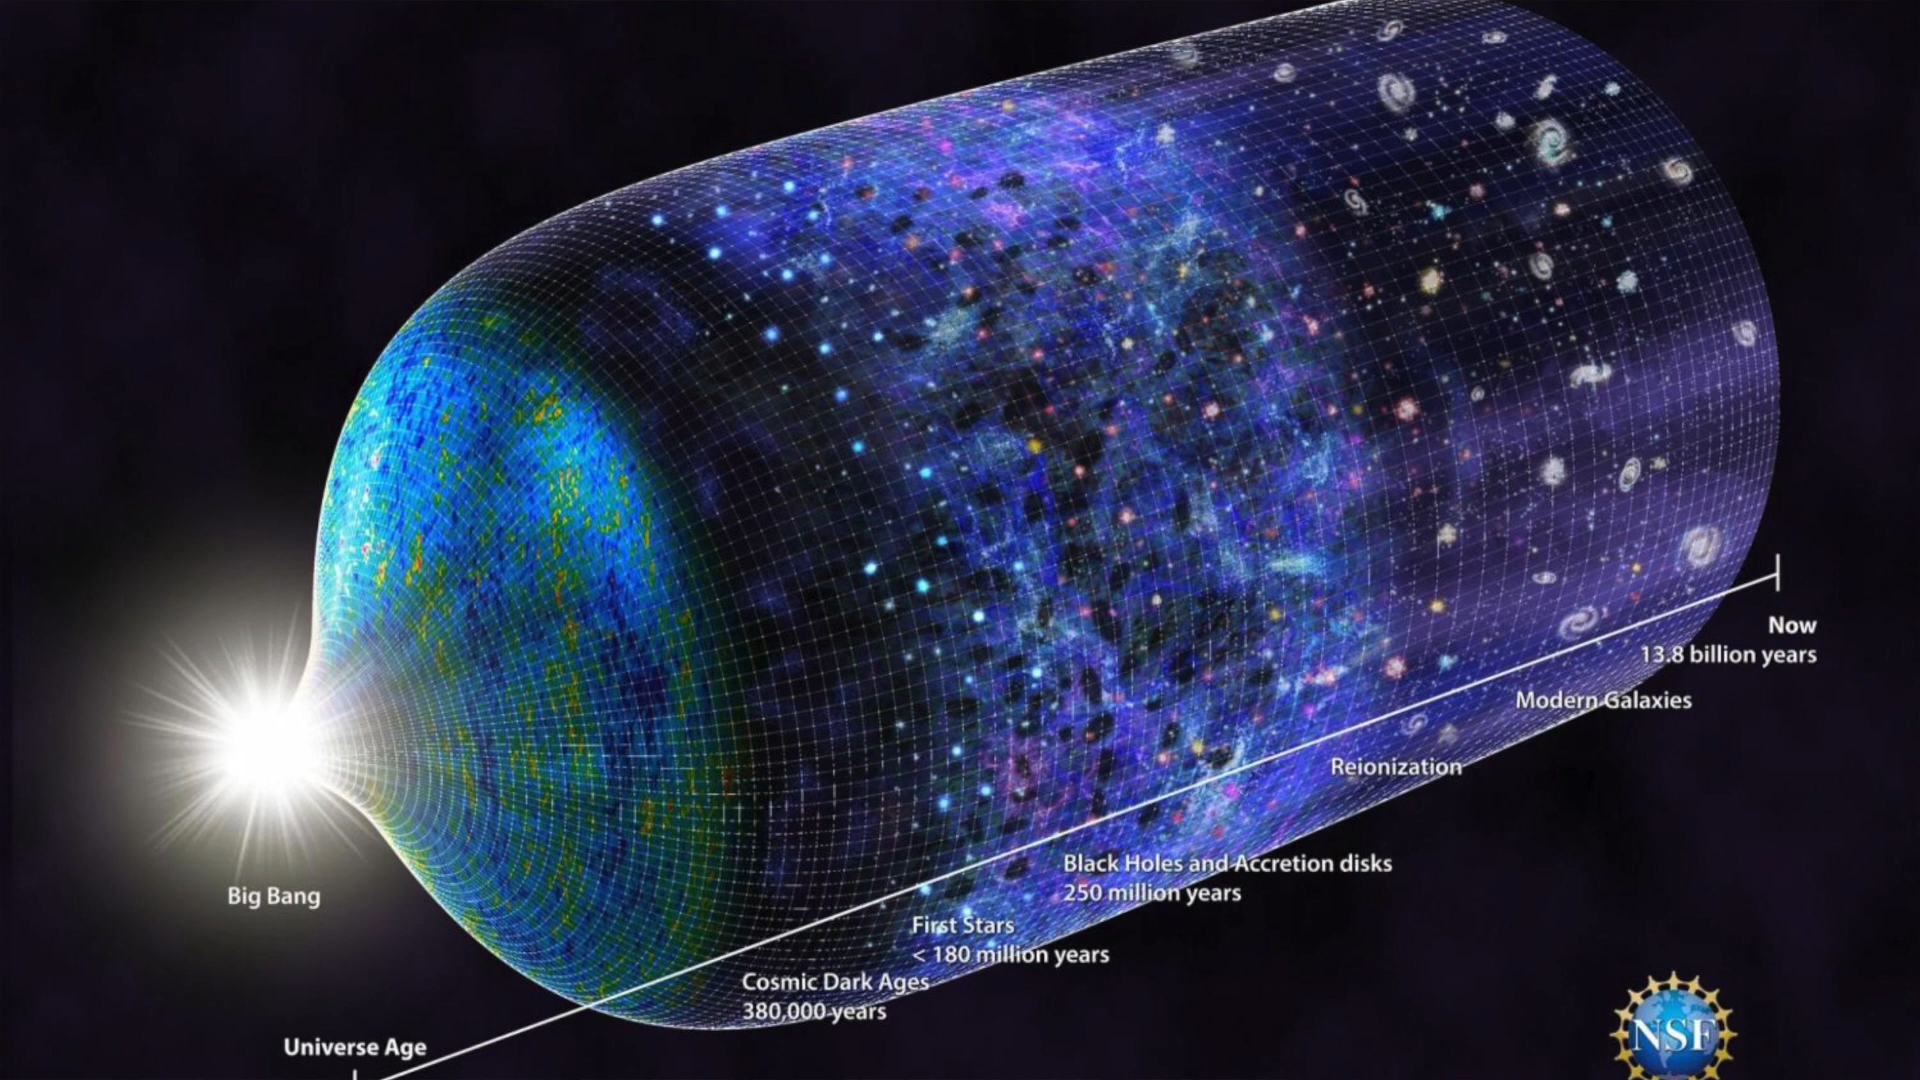 Big Bang
Universe Age
Cosmic Dark Ages
380,000 years
First Stars
< 180 million years
Black Holes and Accretion disks
250 million years
Reionization
Modern Galaxies
Now
13.8 billion years
NSF